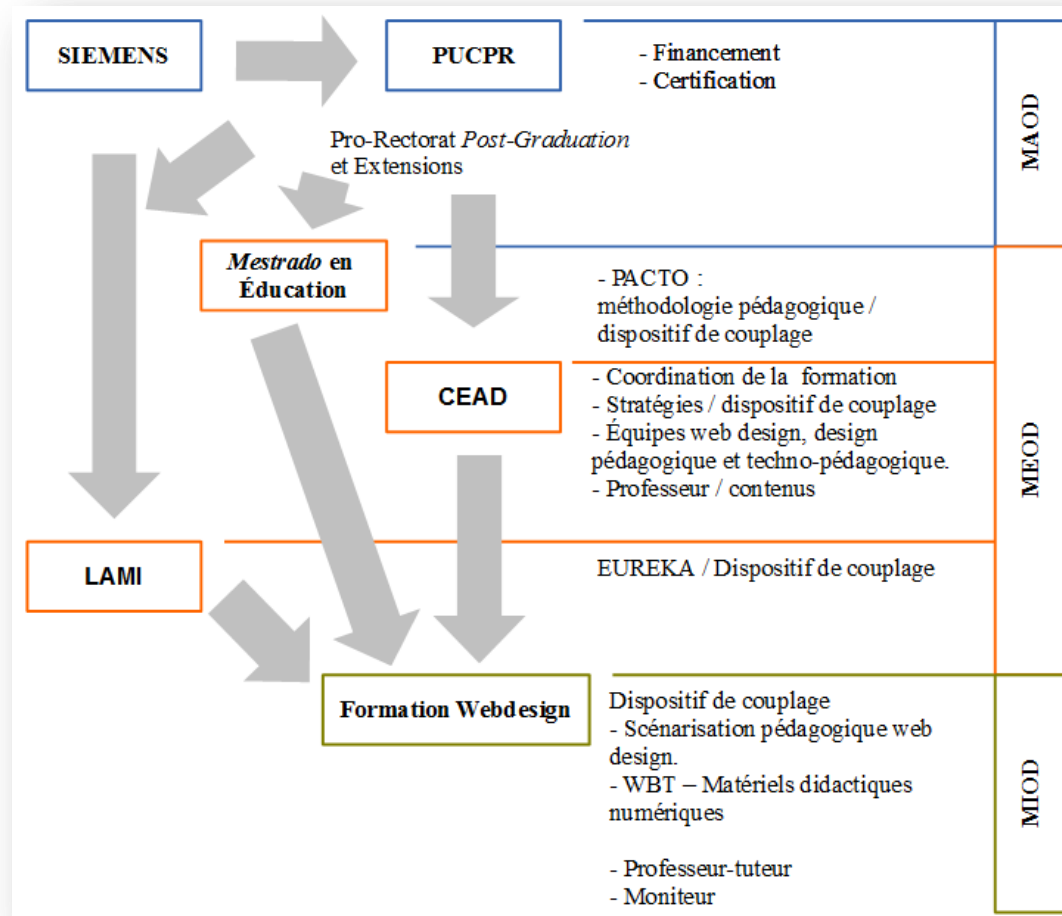 SIEMENS
PUCPR
- Financement
- Certification
MAOD
Pro-Rectorat Post-Graduation
et Extensions
Mestrado en
Éducation
- PACTO :
méthodologie pédagogique /
dispositif de couplage
CEAD
- Coordination de la formation
- Stratégies / dispositif de couplage
- Équipes web design, design
pédagogique et techno-pédagogique.
- Professeur / contenus
MEOD
LAMI
EUREKA / Dispositif de couplage
Formation Webdesign
Dispositif de couplage
- Scénarisation pédagogique web
design.
- WBT – Matériels didactiques
numériques
- Professeur-tuteur
- Moniteur
MIOD